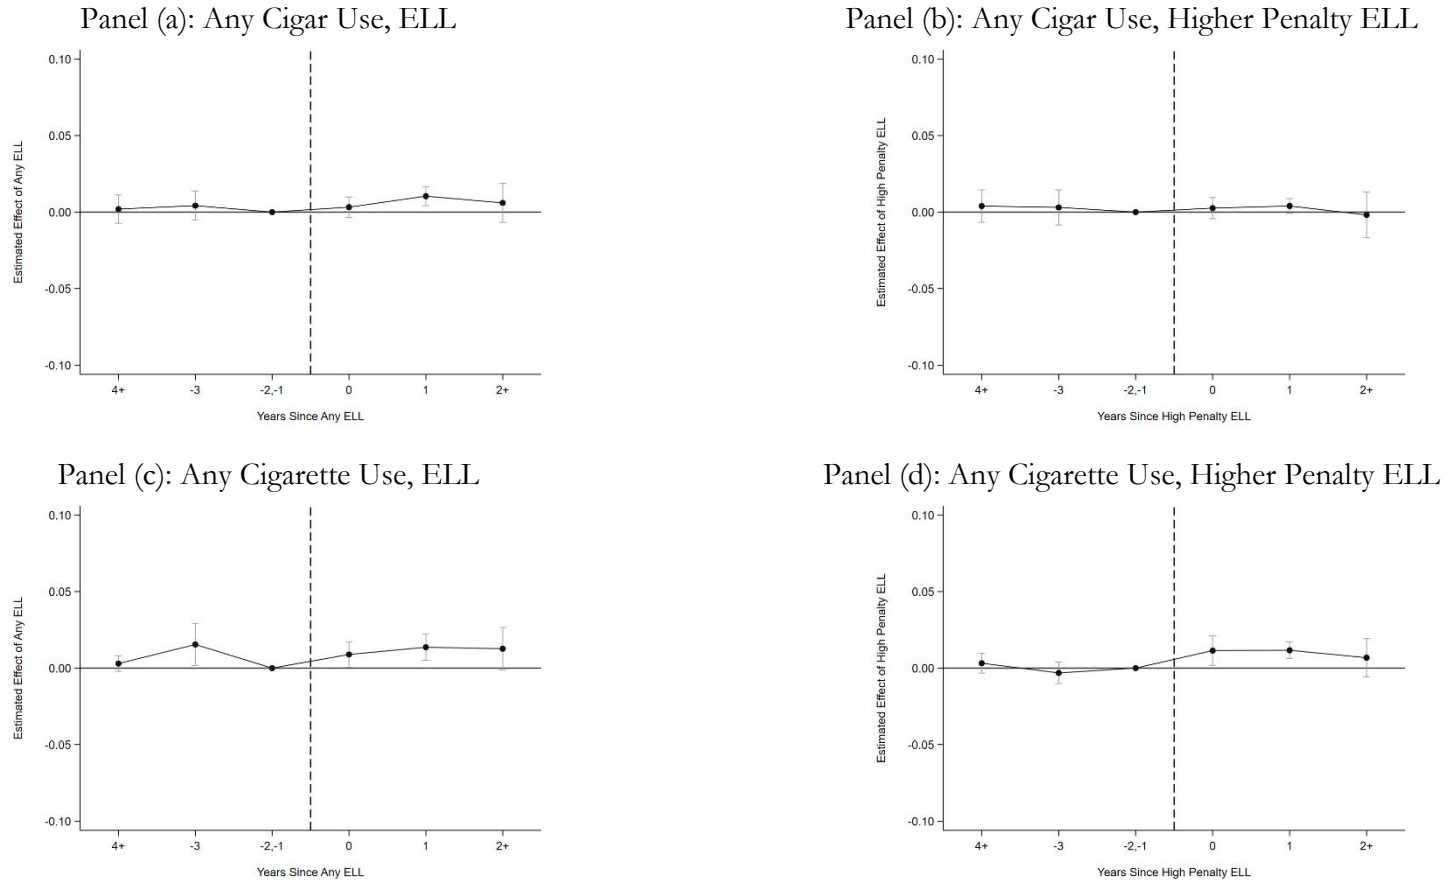 Panel (a): Any Cigar Use, ELL
0.10
0.05
0.00
-0.05
-0.10
Estimated Effect of Any ELL
4+ -3 -2,-1 0 1 2+
Years Since Any ELL
Panel (b): Any Cigar Use, Higher Penalty ELL
0.10
0.05
0.00
-0.05
-0.10
Estimated Effect of High Penalty ELL
4+ -3 -2,-1 0 1 2+
Years Since High Penalty ELL
Panel (c): Any Cigarette Use, ELL
0.10
0.05
0.00
-0.05
-0.10
Estimated Effect of Any ELL
4+ -3 -2,-1 0 1 2+
Years Since Any ELL
Panel (d): Any Cigarette Use, Higher Penalty ELL
0.10
0.05
0.00
-0.05
-0.10
Estimated Effect of High Penalty ELL
4+ -3 -2,-1 0 1 2+
Years Since High Penalty ELL